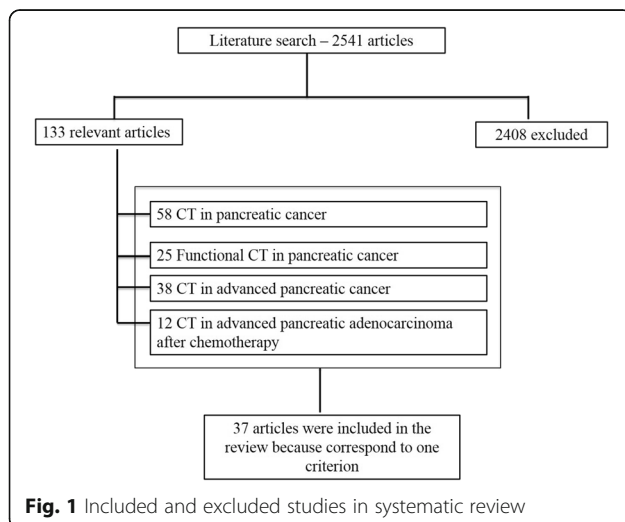 Literature search – 2541 articles
133 relevant articles
2408 excluded
58 CT in pancreatic cancer
25 Functional CT in pancreatic cancer
38 CT in advanced pancreatic cancer
12 CT in advanced pancreatic adenocarcinoma
after chemotherapy
37 articles were included in the
review because correspond to one
criterion
Fig. 1 Included and excluded studies in systematic review